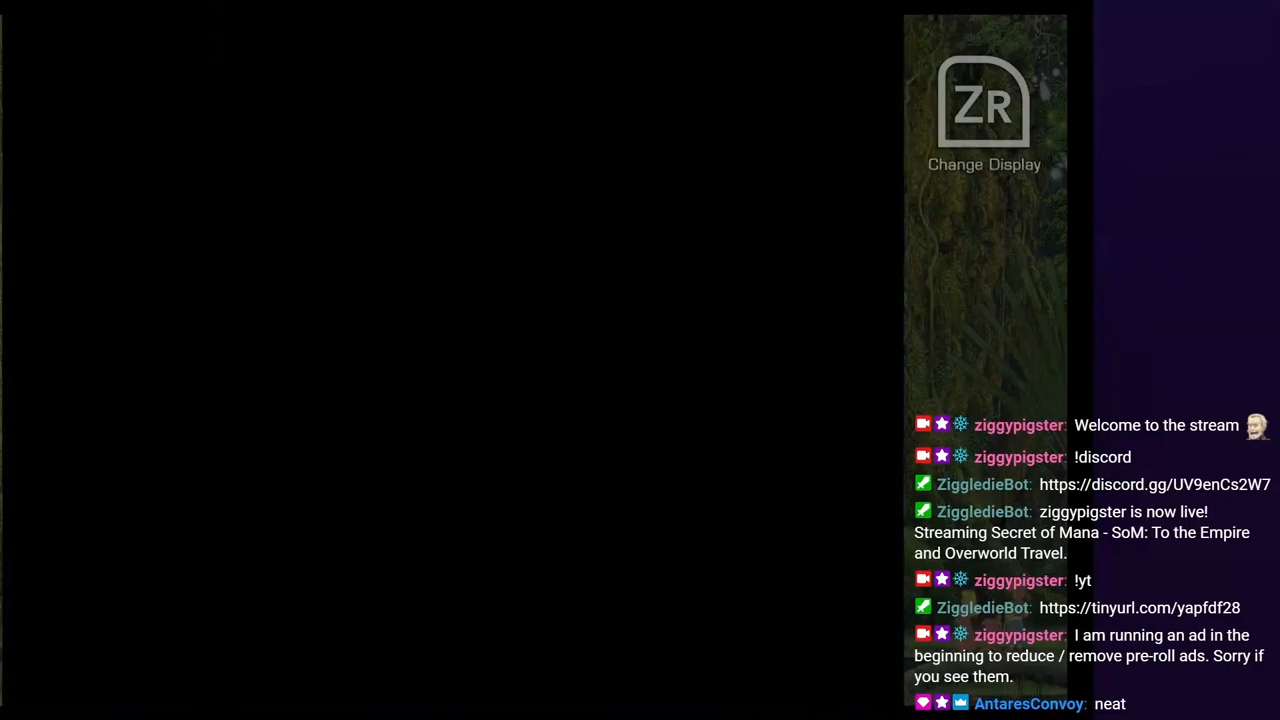 ZR
Change Display
ziggypigster: Welcome to the stream
ziggypigster: !discord
ZiggledieBot: https://discord.gg/UV9enCs2W7
ZiggledieBot: ziggypigster is now live!
Streaming Secret of Mana - SoM: To the Empire
and Overworld Travel.
ziggypigster: !yt
ZiggledieBot: https://tinyurl.com/yapfdf28
ziggypigster: I am running an ad in the
beginning to reduce / remove pre-roll ads. Sorry if
you see them.
AntaresConvoy: neat